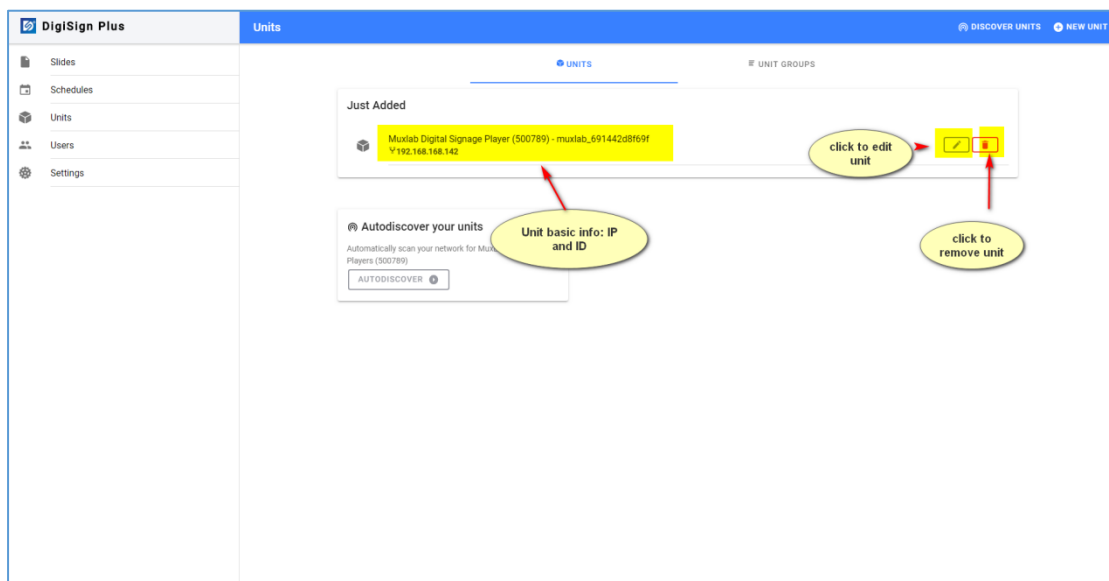 DigiSign Plus
Units
DISCOVER UNITS
NEW UNIT
Slides
Schedules
Units
Users
Settings
UNITS
UNIT GROUPS
Just Added
Muxlab Digital Signage Player (500789) - muxlab_691442d8f69f
192.168.168.142
click to edit
unit
click to
remove unit
Unit basic info: IP
and ID
Autodiscover your units
Automatically scan your network for
Players (500789)
AUTODISCOVER